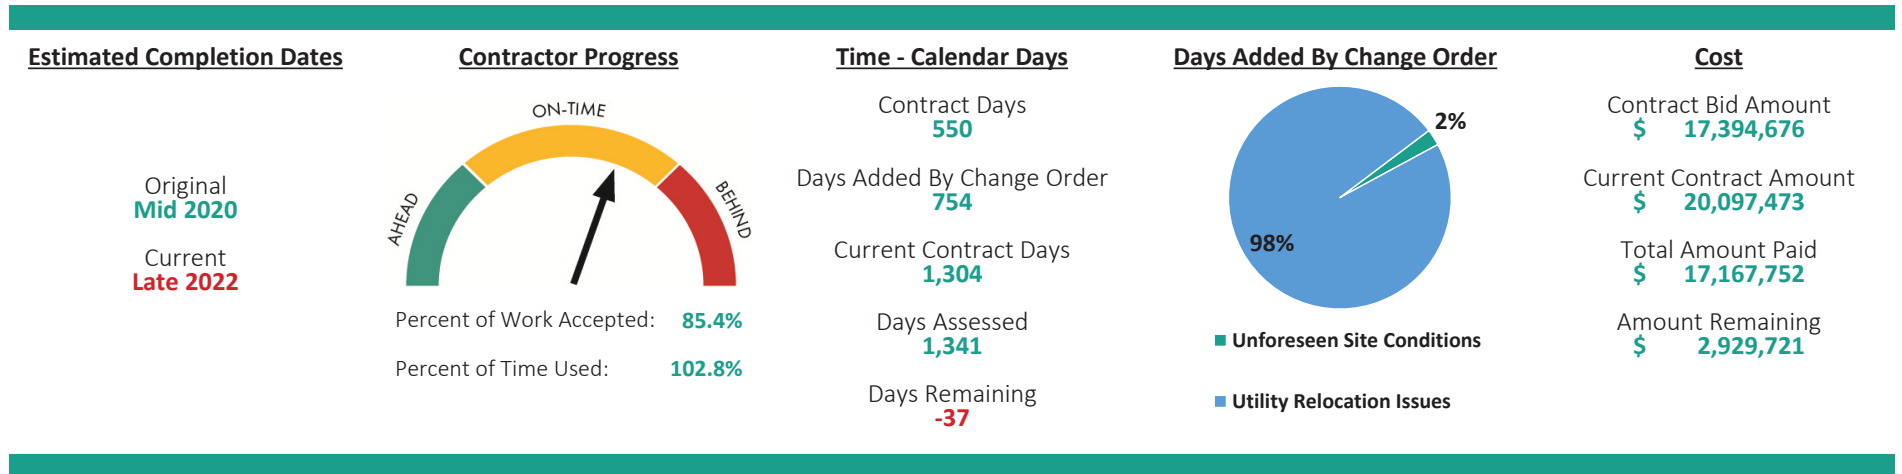 Estimated Completion Dates
Original
Mid 2020
Current
Late 2022
Contractor Progress
ON-TIME
AHEAD
BEHIND
Percent of Work Accepted: 85.4%
Percent of Time Used: 102.8%
Time - Calendar Days
Contract Days
550
Days Added By Change Order
754
Current Contract Days
1,304
Days Assessed
1,341
Days Remaining
-37
Days Added By Change Order
2%
98%
Unforeseen Site Conditions
Utility Relocation Issues
Cost
Contract Bid Amount
$ 17,394,676
Current Contract Amount
$ 20,097,473
Total Amount Paid
$ 17,167,752
Amount Remaining
$ 2,929,721